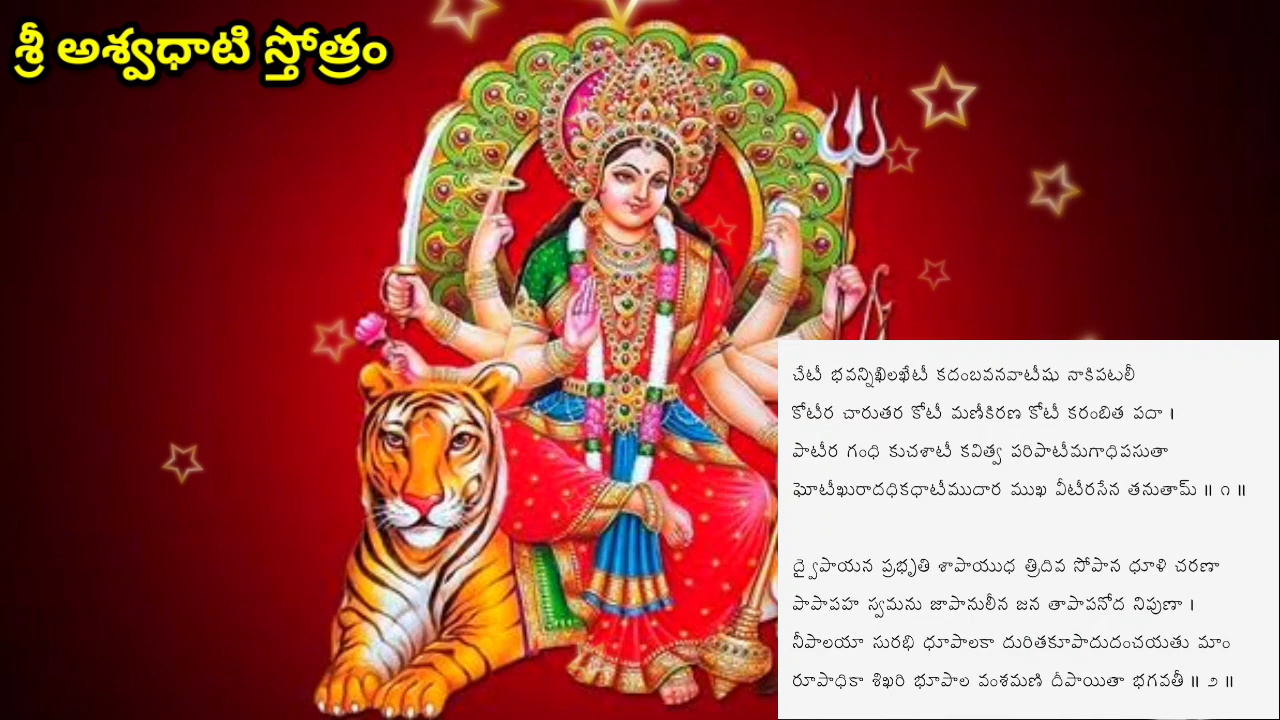 శ్రీ అశ్వధాటి స్తోత్రం
చేటీ భవన్నిఖిలఖేటీ కదంబవనవాటీషు నాకిపటలీ
కోటీర చారుతర కోటీ మణీకిరణ కోటీ కరంబిత పదా ।
పాటీర గంధి కుచశాటీ కవిత్వ పరిపాటీమగాధిపసుతా
ఘోటీఖురాదధికధాటీముదార ముఖ వీటీరసేన తనుతామ్ ॥ ౧ ॥
ద్వైపాయన ప్రభృతి శాపాయుధ త్రిదివ సోపాన ధూళి చరణా
పాపాపహ స్వమను జాపానులీన జన తాపాపనోద నిపుణా ।
నీపాలయా సురభి ధూపాలకా దురితకూపాదుదంచయతు మాం
రూపాధికా శిఖరి భూపాల వంశమణి దీపాయితా భగవతీ ॥ ౨ ॥